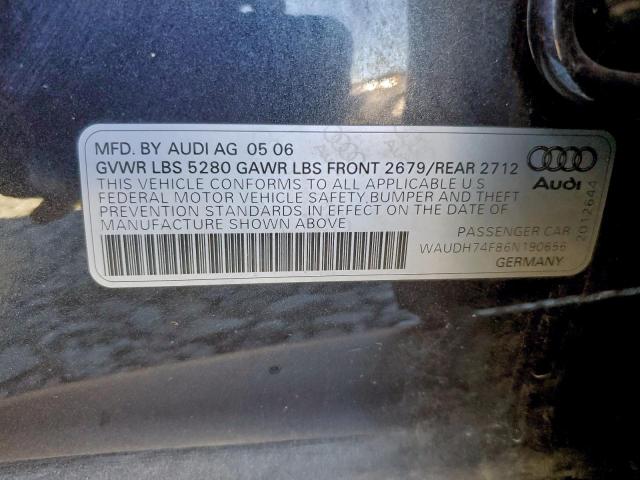 MFD. BY AUDI AG 05 06
GVWR LBS 5280 GAWR LBS FRONT 2679/REAR 2712
THIS VEHICLE CONFORMS TO ALL APPLICABLE U S
FEDERAL MOTOR VEHICLE SAFETY,BUMPER AND THEFT
PREVENTION STANDARDS IN EFFECT ON THE DATE OF
MANUFACTURE SHOWN ABOVE
Audi
PASSENGER CAR
WAUDH74F86N190656
GERMANY
2012644